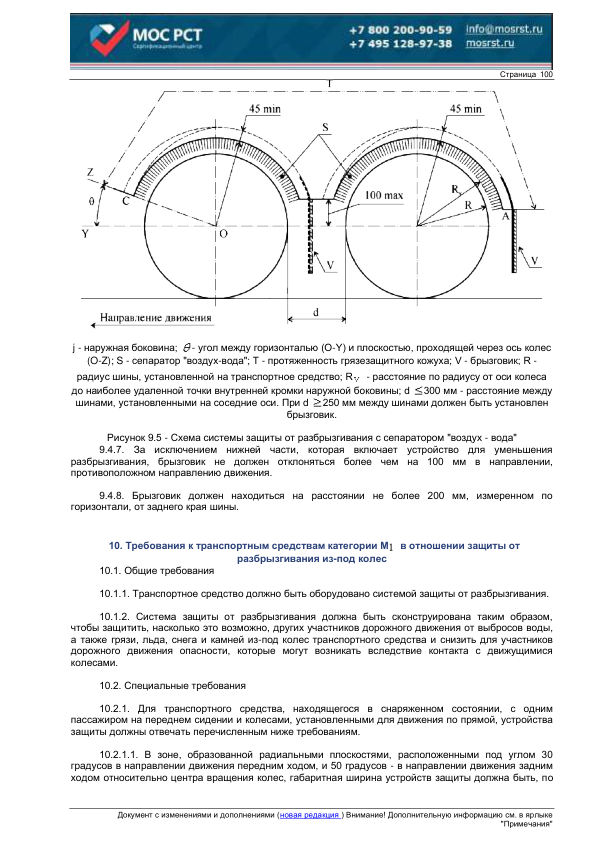 МОС РСТ
Сертификационный центр
+7 800 200-90-59 info@mosrst.ru
+7 495 128-97-38 mosrst.ru
Страница 100
T
45 min
45 min
S
Z
θ
C
Y
O
100 max
R
R
A
V
V
d
Направление движения
j - наружная боковина; θ - угол между горизонталью (O-Y) и плоскостью, проходящей через ось колес
(O-Z); S - сепаратор "воздух-вода"; T - протяженность грязезащитного кожуха; V - брызговик; R -
радиус шины, установленной на транспортное средство; R V - расстояние по радиусу от оси колеса
до наиболее удаленной точки внутренней кромки наружной боковины; d ≤300 мм - расстояние между
шинами, установленными на соседние оси. При d ≥250 мм между шинами должен быть установлен
брызговик.
Рисунок 9.5 - Схема системы защиты от разбрызгивания с сепаратором "воздух - вода"
9.4.7. За исключением нижней части, которая включает устройство для уменьшения
разбрызгивания, брызговик не должен отклоняться более чем на 100 мм в направлении,
противоположном направлению движения.
9.4.8. Брызговик должен находиться на расстоянии не более 200 мм, измеренном по
горизонтали, от заднего края шины.
10. Требования к транспортным средствам категории M1 в отношении защиты от
разбрызгивания из-под колес
10.1. Общие требования
10.1.1. Транспортное средство должно быть оборудовано системой защиты от разбрызгивания.
10.1.2. Система защиты от разбрызгивания должна быть сконструирована таким образом,
чтобы защитить, насколько это возможно, других участников дорожного движения от выбросов воды,
а также грязи, льда, снега и камней из-под колес транспортного средства и снизить для участников
дорожного движения опасности, которые могут возникать вследствие контакта с движущимися
колесами.
10.2. Специальные требования
10.2.1. Для транспортного средства, находящегося в снаряженном состоянии, с одним
пассажиром на переднем сидении и колесами, установленными для движения по прямой, устройства
защиты должны отвечать перечисленным ниже требованиям.
10.2.1.1. В зоне, образованной радиальными плоскостями, расположенными под углом 30
градусов в направлении движения передним ходом, и 50 градусов - в направлении движения задним
ходом относительно центра вращения колес, габаритная ширина устройств защиты должна быть, по
Документ с изменениями и дополнениями (новая редакция ) Внимание! Дополнительную информацию см. в ярлыке
"Примечания"